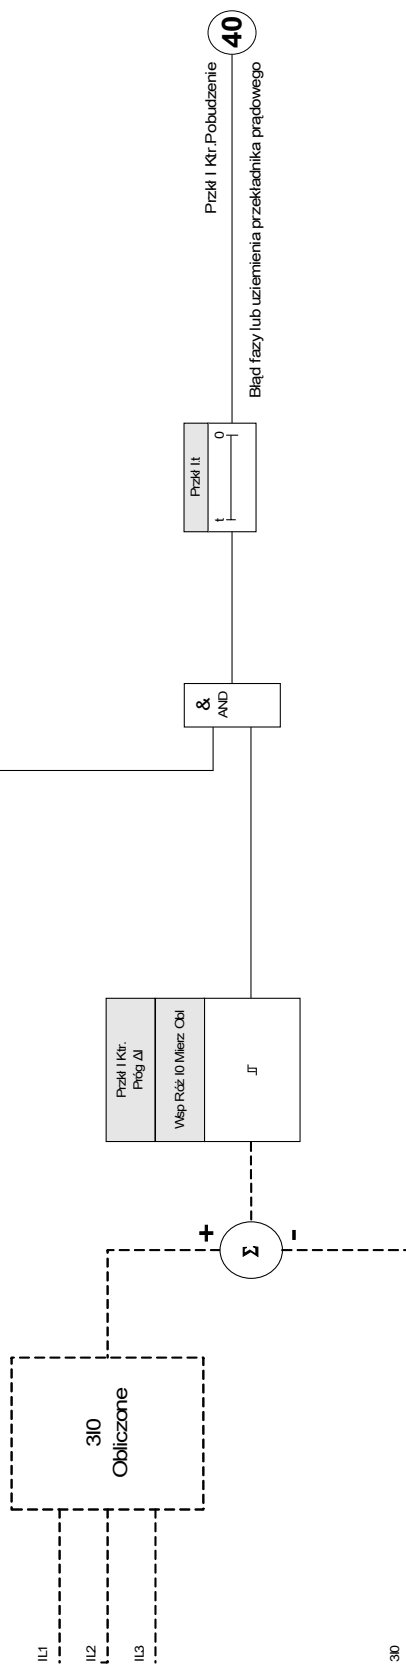 IL1
IL2
IL3
3I0
Obliczone
+
Σ
-
3I0
Przkł I Ktr.
Próg ΔI
Wsp Róż I0 Mierz Obl
&
AND
Przkł I.t
t
0
Przkł I Ktr.Pobudzenie
Błąd fazy lub uziemienia przekładnika prądowego
40